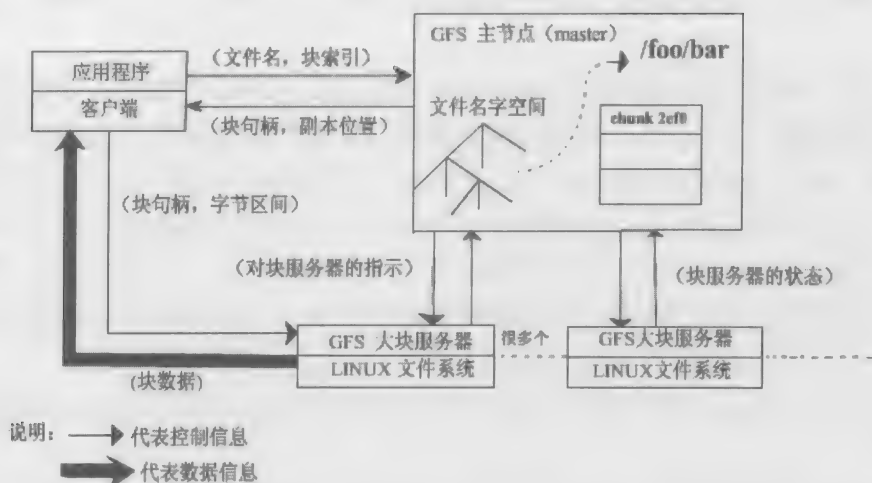 GFS 主节点（master）
/foo/bar
（文件名，块索引）
应用程序
客户端
（块句柄，副本位置）
文件名字空间
chunk 2ef0
（块句柄，字节区间）
（对块服务器的指示）
（块服务器的状态）
GFS 大块服务器
很多个
GFS大块服务器
LINUX 文件系统
LINUX文件系统
(块数据)
说明：
代表控制信息
代表数据信息